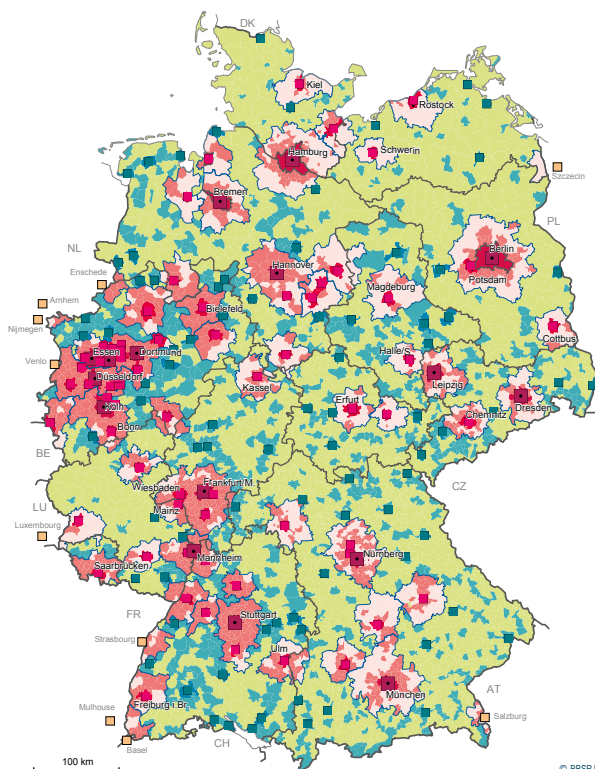 DK
Kiel
Rostock
Hamburg
Schwerin
Szczecin
Bremen
PL
NL
Berlin
Hannover
Enschede
Potsdam
Magdeburg
Arnhem
Bielefeld
Nijmegen
Cottbus
Essen
Dortmund
Halle/S.
Venlo
Düsseldorf
Leipzig
Kassel
Dresden
Köln
Erfurt
Chemnitz
Bonn
BE
Wiesbaden
Frankfurt/M.
CZ
LU
Mainz
Luxembourg
Nürnberg
Mannheim
Saarbrücken
FR
Stuttgart
Strasbourg
Ulm
AT
München
Freiburg i.Br.
Mulhouse
Salzburg
CH
Basel
100 km
© BBSR